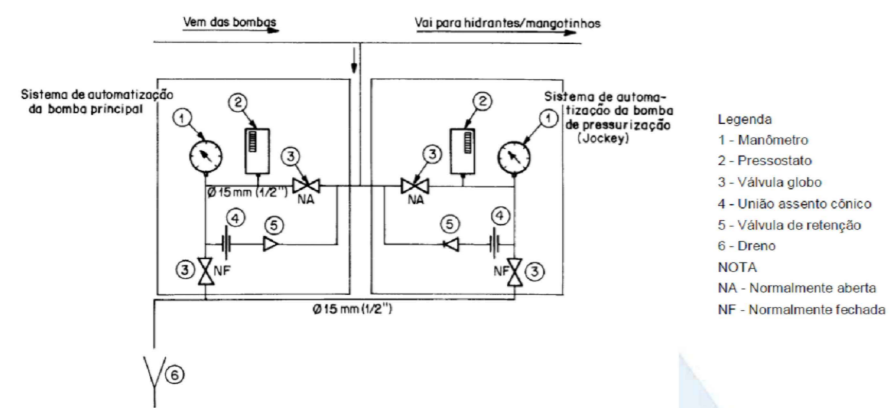 Vem das bombas
Vai para hidrantes/mangotinhos
Sistema de automatização
da bomba principal
Sistema de automa-
tização da bomba
de pressurização
(Jockey)
1
2
3
NA
Ø 15 mm (1/2")
4
5
3
NF
2
1
3
NA
5
4
NF
3
Ø 15 mm (1/2")
6
Legenda
1 - Manômetro
2 - Pressostato
3 - Válvula globo
4 - União assento cônico
5 - Válvula de retenção
6 - Dreno
NOTA
NA - Normalmente aberta
NF - Normalmente fechada